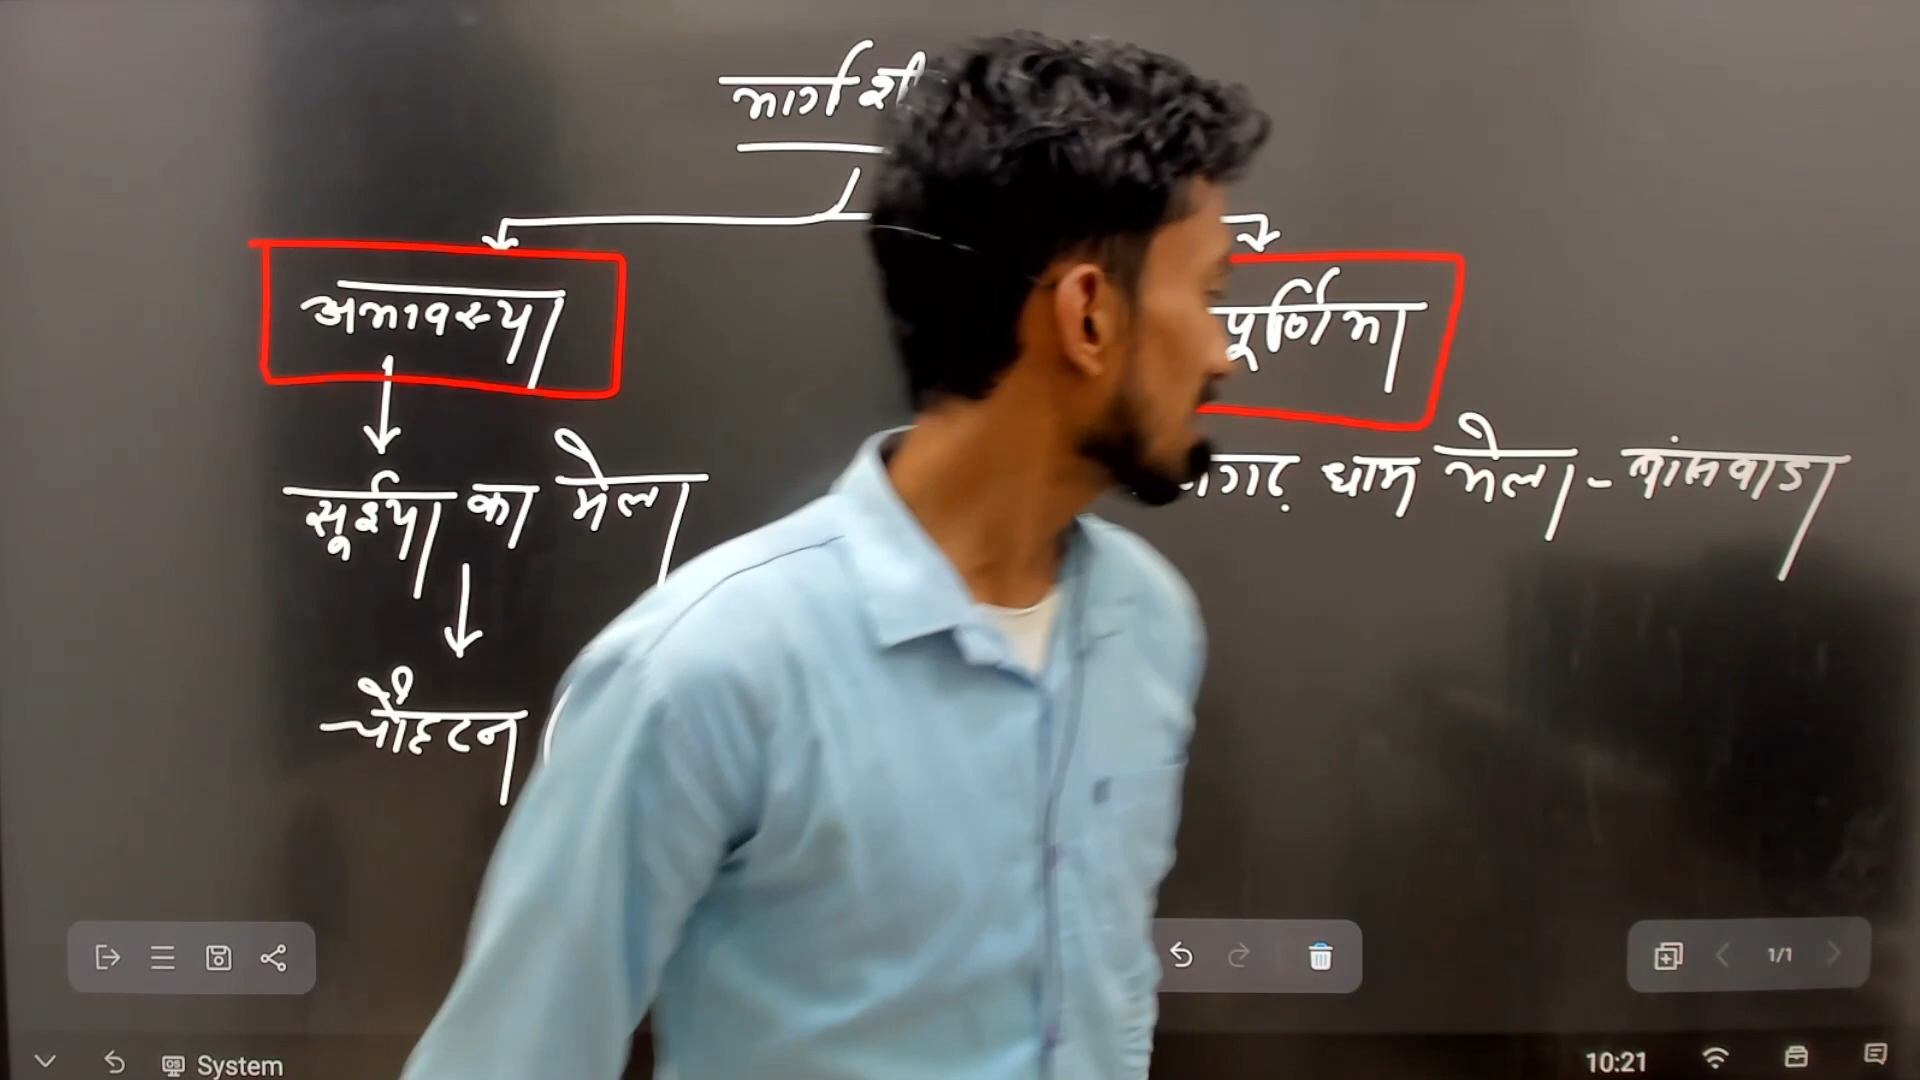 अमावस्या
पूर्णिमा
सूईया का मेला
धाम मेला - बांसवाडा
चौहटन
1/1
System
10:21